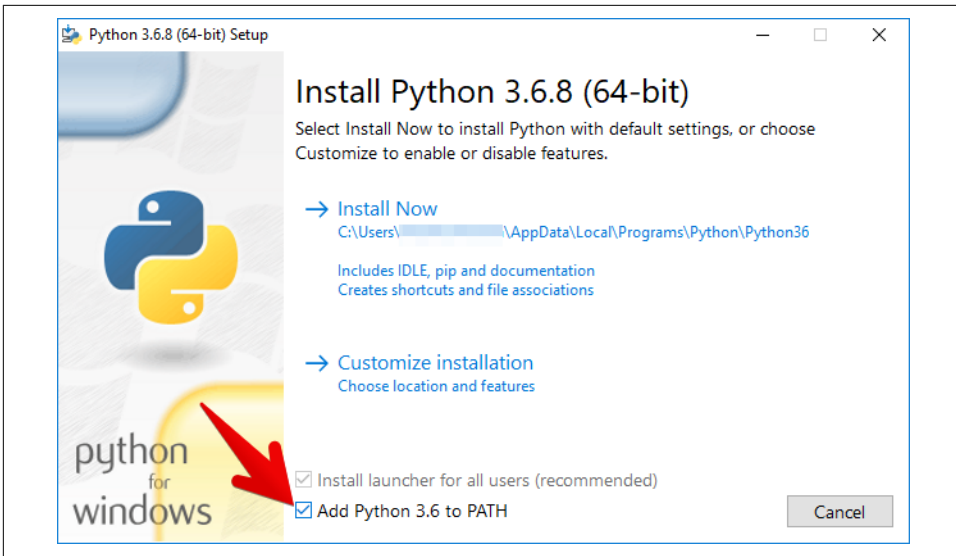 Python 3.6.8 (64-bit) Setup
Install Python 3.6.8 (64-bit)
Select Install Now to install Python with default settings, or choose
Customize to enable or disable features.
Install Now
C:\Users\ \AppData\Local\Programs\Python\Python36
Includes IDLE, pip and documentation
Creates shortcuts and file associations
Customize installation
Choose location and features
python
for
windows
Install launcher for all users (recommended)
Add Python 3.6 to PATH
Cancel